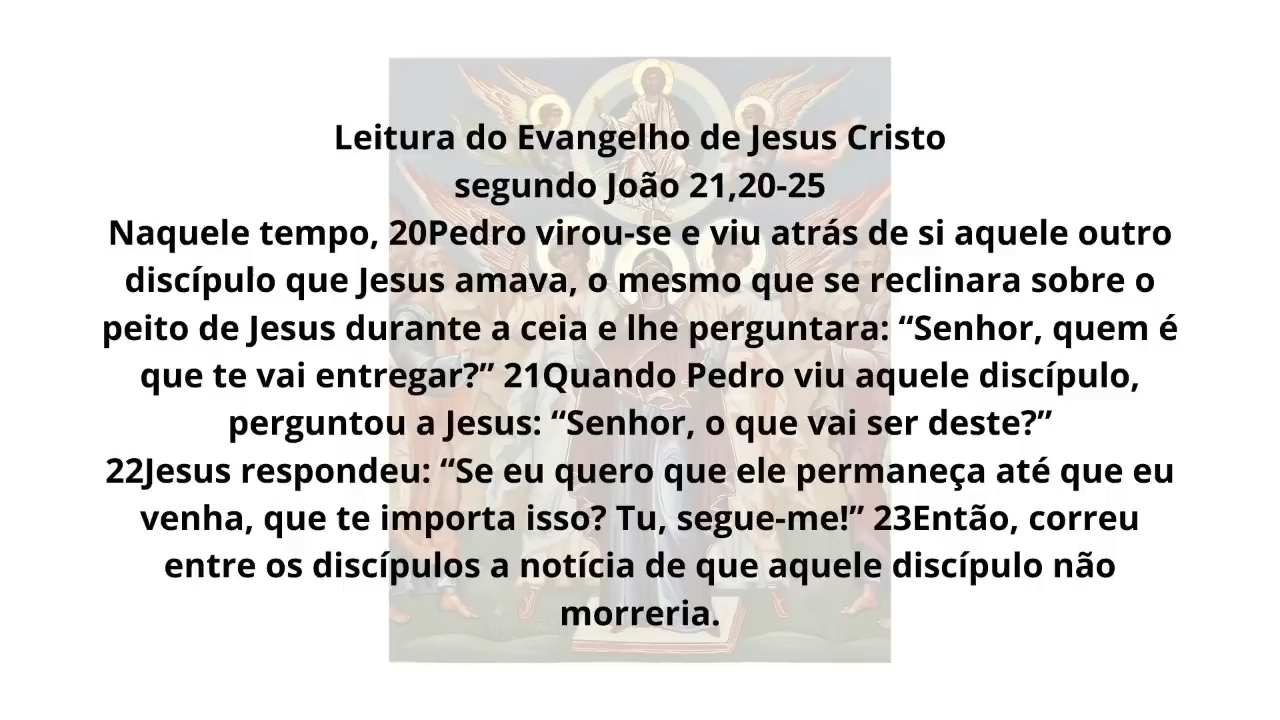 Leitura do Evangelho de Jesus Cristo
segundo João 21,20-25
Naquele tempo, 20Pedro virou-se e viu atrás de si aquele outro
discípulo que Jesus amava, o mesmo que se reclinara sobre o
peito de Jesus durante a ceia e lhe perguntara: “Senhor, quem é
que te vai entregar?” 21Quando Pedro viu aquele discípulo,
perguntou a Jesus: “Senhor, o que vai ser deste?”
22Jesus respondeu: “Se eu quero que ele permaneça até que eu
venha, que te importa isso? Tu, segue-me!” 23Então, correu
entre os discípulos a notícia de que aquele discípulo não
morreria.